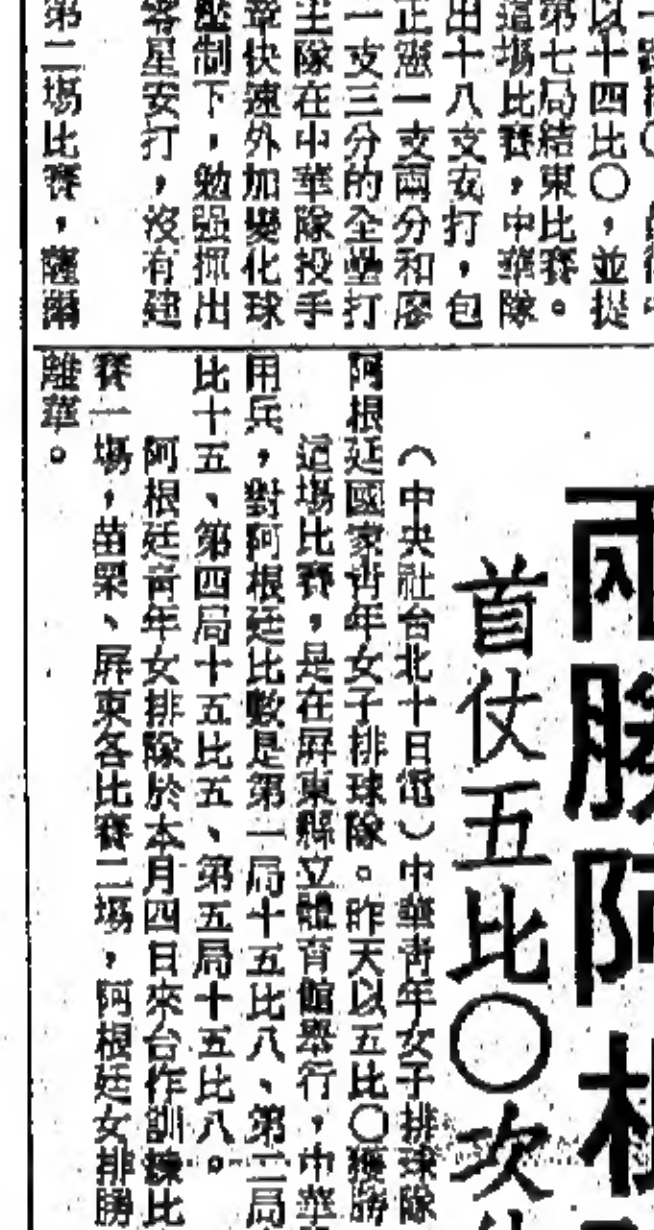 以十四比〇，並提
第七局結束比賽。
這場比賽，中華隊
出十八支安打，包
正憲一支兩分和廖
一支三分的全壘打
主隊在中華隊投手
章快速外加變化球
壓制下，勉強揮出
零星安打，沒有建
第二場比賽，薩爾
兩勝阿根
首仗五比〇次
（中央社台北十日電）中華青年女子排球隊
阿根廷國家青年女子排球隊。昨天以五比〇獲勝
這場比賽，是在屏東縣立體育館舉行，中華
用兵，對阿根廷比數是第一局十五比八、第二局
比十五、第四局十五比五、第五局十五比八。
阿根廷青年女排隊於本月四日來台作訓練比
賽一場，苗栗、屏東各比賽二場，阿根廷女排勝
離華。